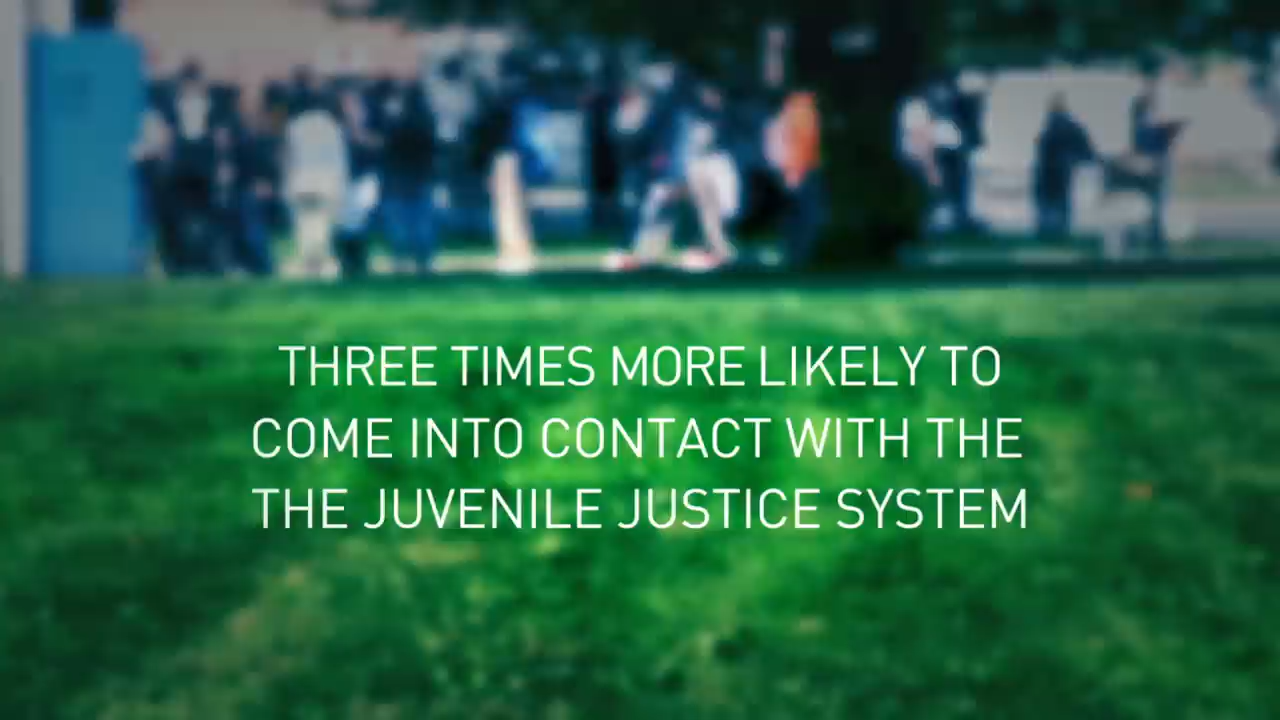 THREE TIMES MORE LIKELY TO
COME INTO CONTACT WITH THE
THE JUVENILE JUSTICE SYSTEM